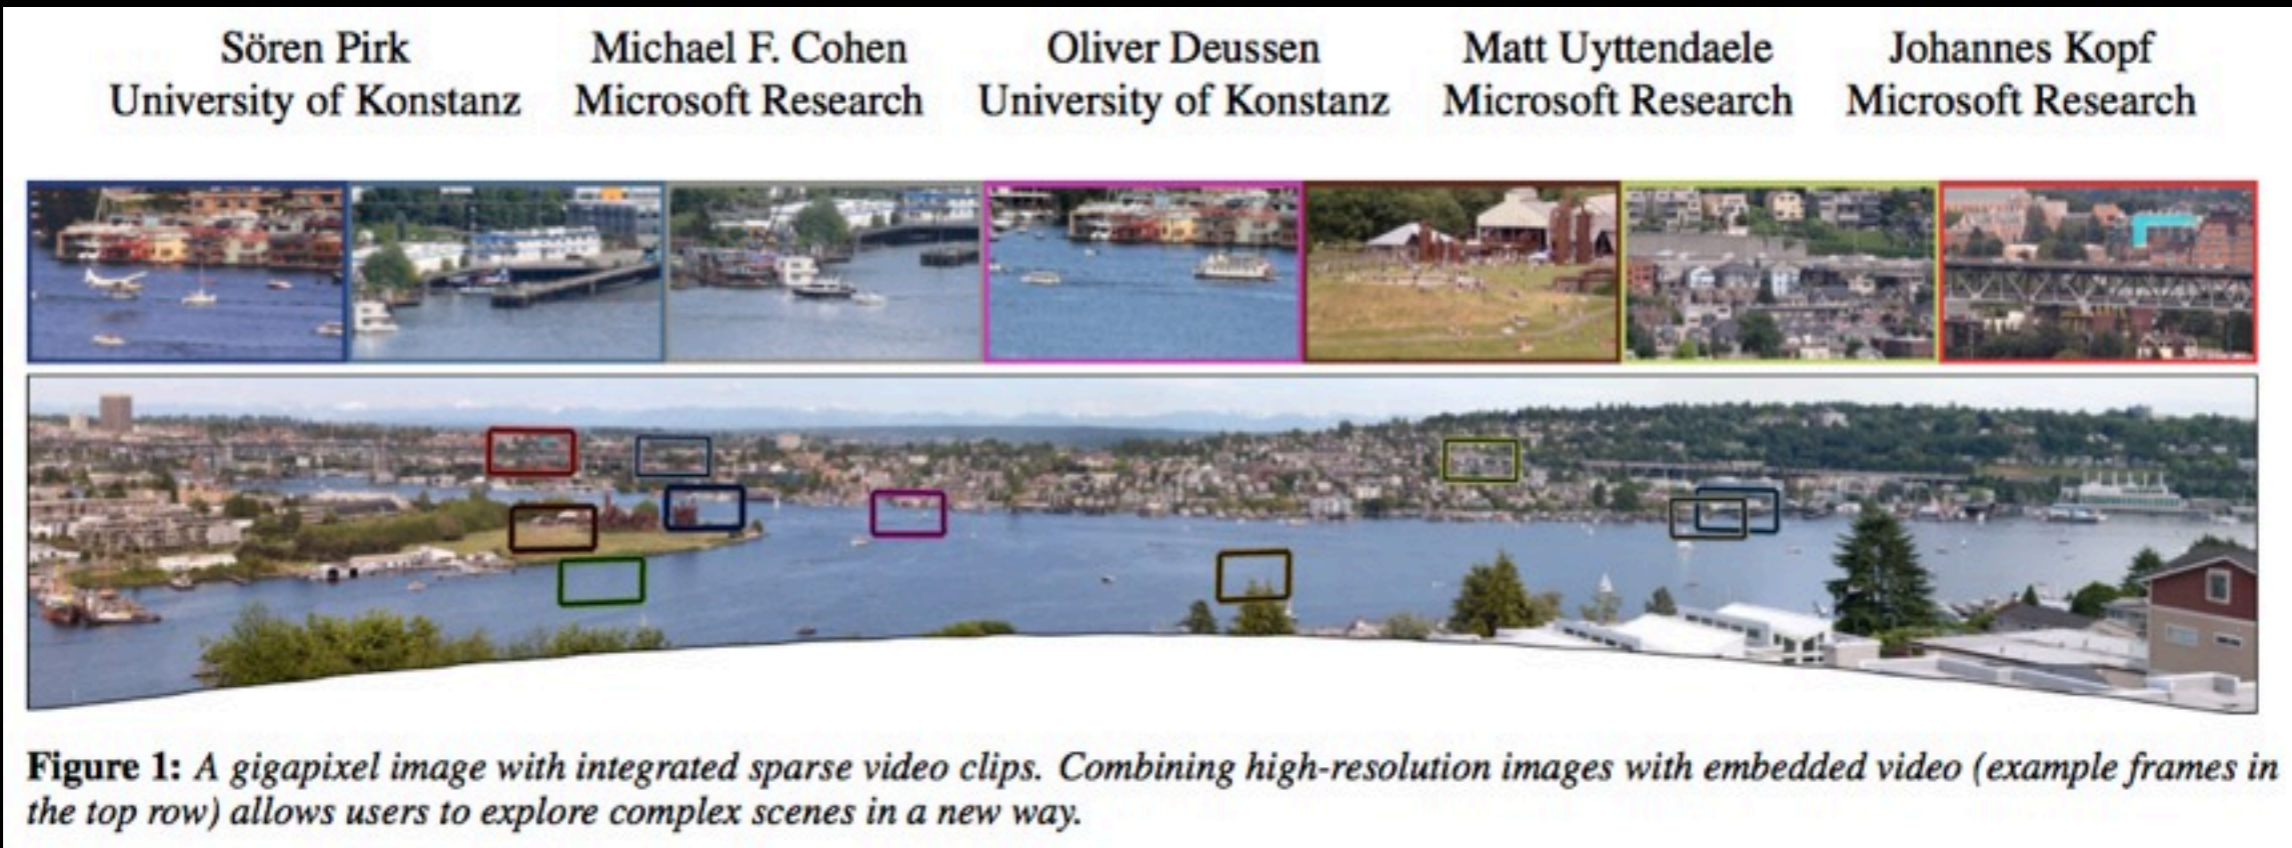 Sören Pirk Michael F. Cohen Oliver Deussen Matt Uyttendaele Johannes Kopf
University of Konstanz Microsoft Research University of Konstanz Microsoft Research Microsoft Research
Figure 1: A gigapixel image with integrated sparse video clips. Combining high-resolution images with embedded video (example frames in
the top row) allows users to explore complex scenes in a new way.